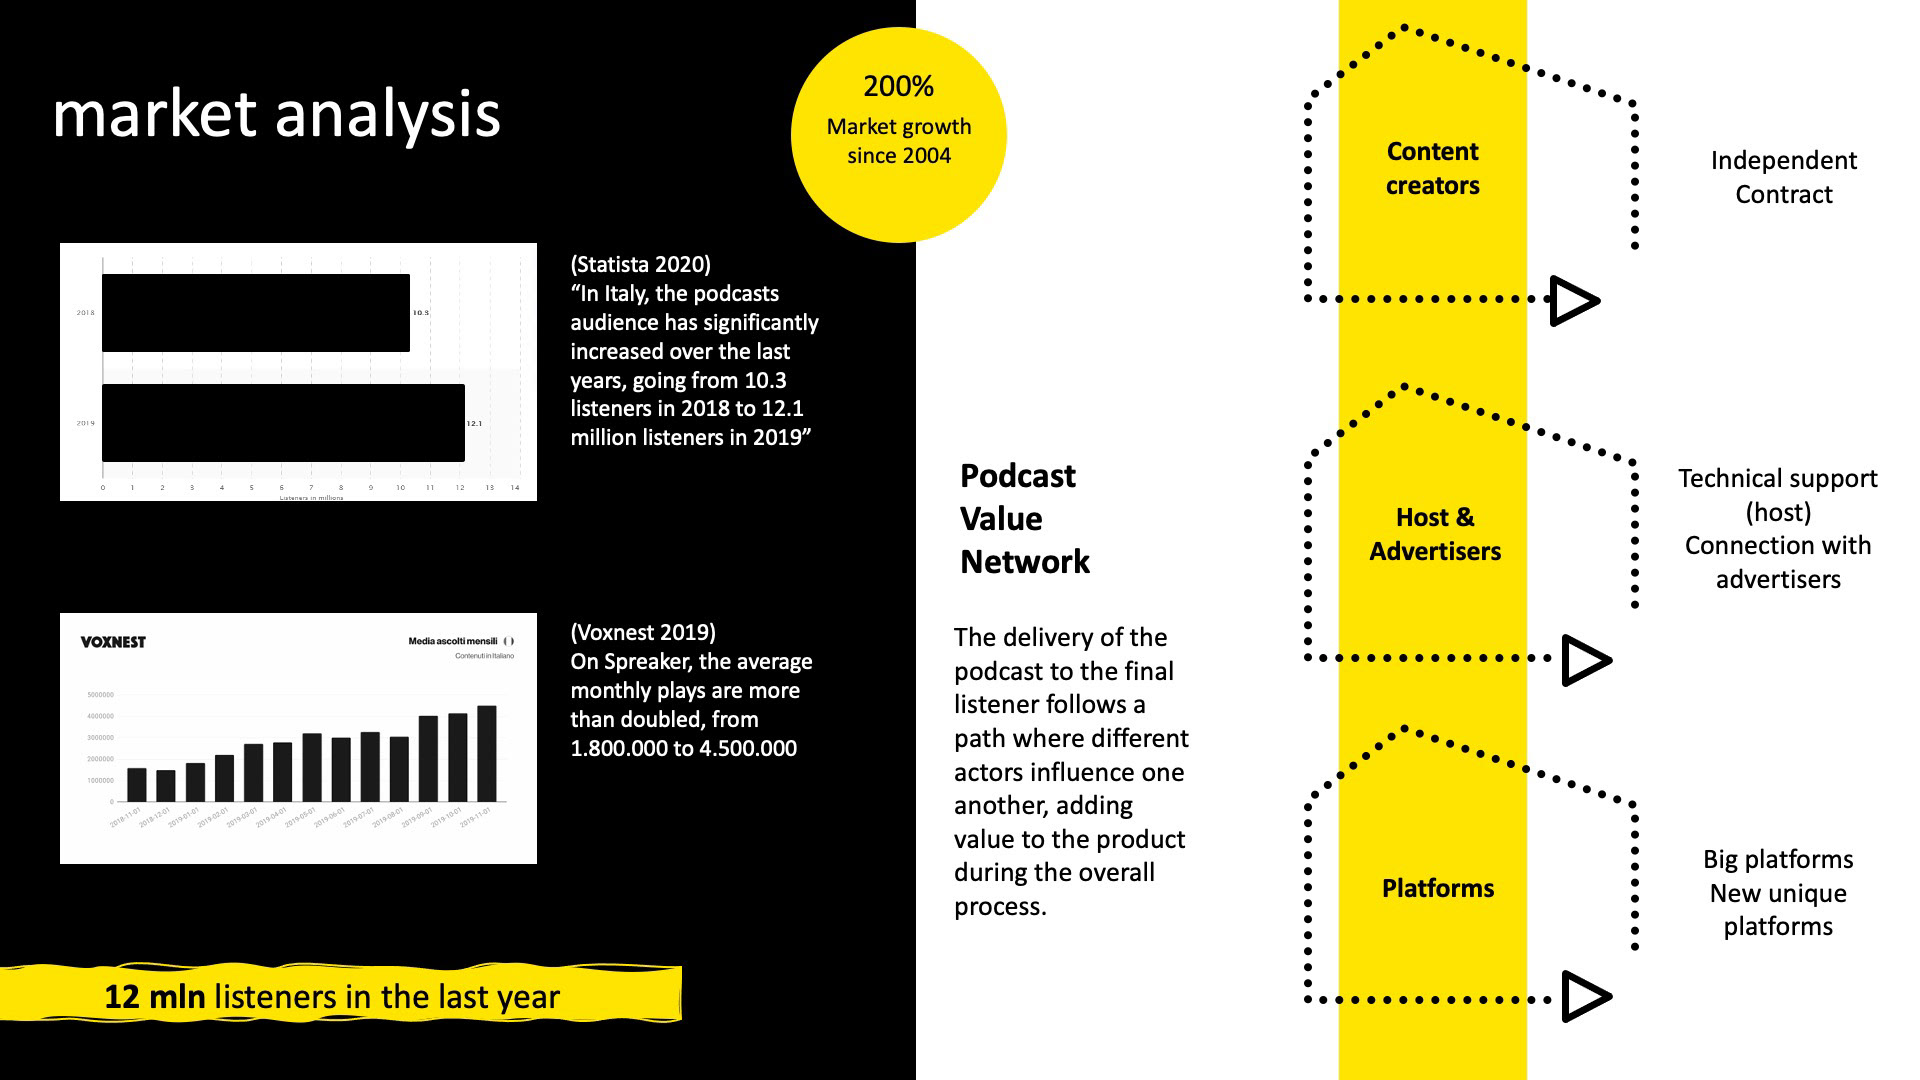 market analysis
200%
Market growth
since 2004
2018
10.3
2019
12.1
0 1 2 3 4 5 6 7 8 9 10 11 12 13 14
Listeners in millions
(Statista 2020)
“In Italy, the podcasts
audience has significantly
increased over the last
years, going from 10.3
listeners in 2018 to 12.1
million listeners in 2019”
VOXNEST
Media ascolti mensili
Contenuti in Italiano
5000000
4000000
3000000
2000000
1000000
0
2018-11-01 2018-12-01 2019-01-01 2019-02-01 2019-03-01 2019-04-01 2019-05-01 2019-06-01 2019-07-01 2019-08-01 2019-09-01 2019-10-01 2019-11-01
(Voxnest 2019)
On Spreaker, the average
monthly plays are more
than doubled, from
1.800.000 to 4.500.000
12 mln listeners in the last year
Podcast
Value
Network
The delivery of the
podcast to the final
listener follows a
path where different
actors influence one
another, adding
value to the product
during the overall
process.
Content
creators
Independent
Contract
Host &
Advertisers
Technical support
(host)
Connection with
advertisers
Platforms
Big platforms
New unique
platforms